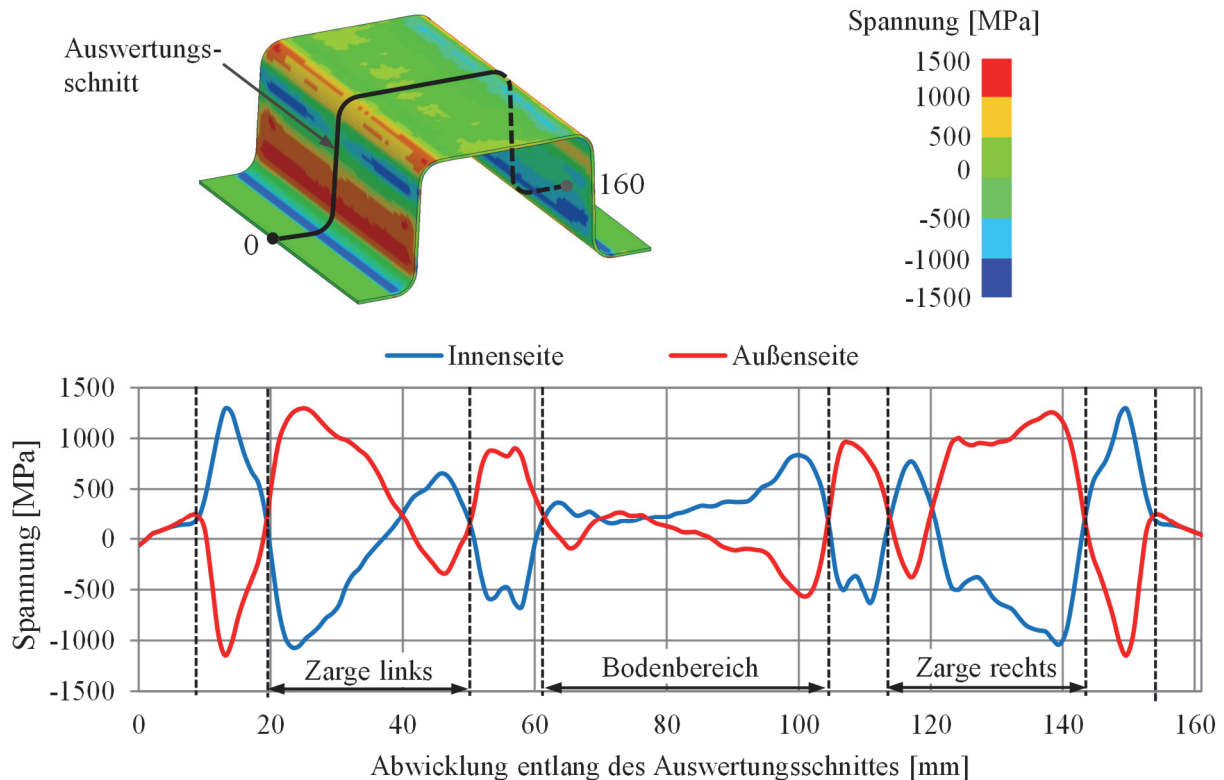 Spannung [MPa]
Auswertungs-
schnitt
1500
1000
500
0
-500
-1000
-1500
160
0
Innenseite
Außenseite
Spannung [MPa]
1500
1000
500
0
-500
-1000
-1500
Zarge links
Bodenbereich
Zarge rechts
0 20 40 60 80 100 120 140 160
Abwicklung entlang des Auswertungsschnittes [mm]